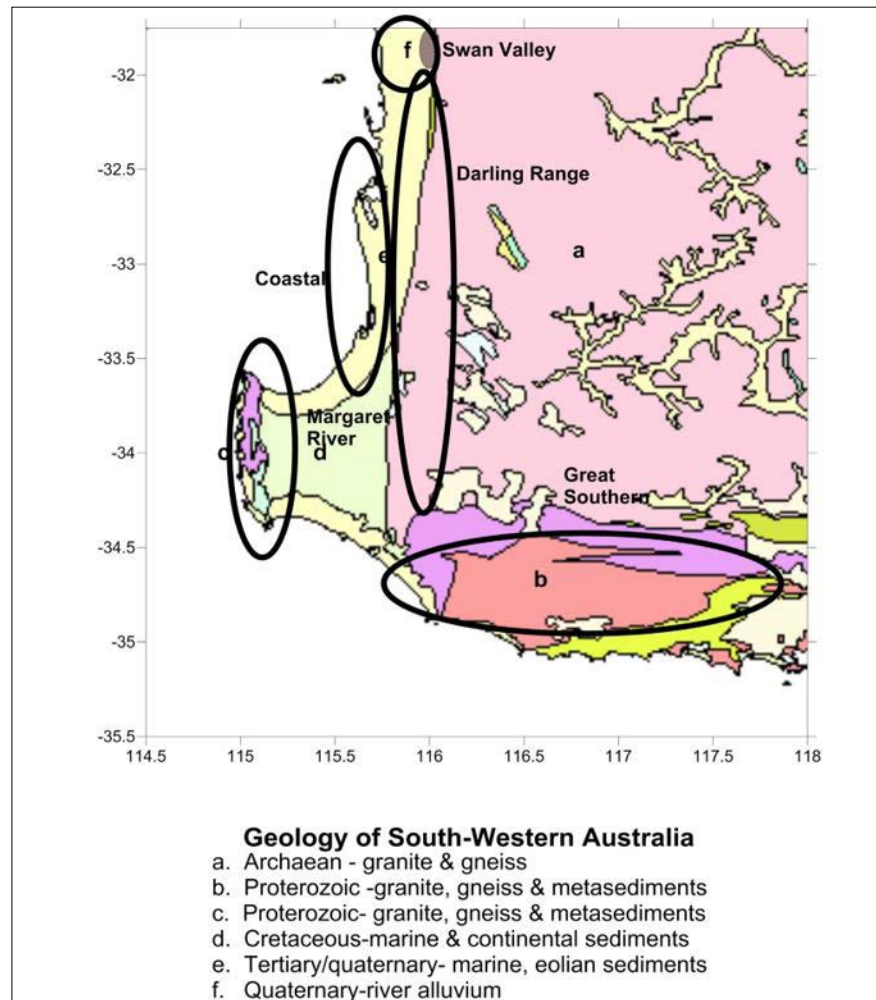 f
Swan Valley
-32
-32.5
Darling Range
e
a
-33
Coastal
-33.5
Margaret
River
c
d
-34
Great
Southern
-34.5
b
-35
-35.5
114.5 115 115.5 116 116.5 117 117.5 118
Geology of South-Western Australia
a. Archaean - granite & gneiss
b. Proterozoic -granite, gneiss & metasediments
c. Proterozoic- granite, gneiss & metasediments
d. Cretaceous-marine & continental sediments
e. Tertiary/quaternary- marine, eolian sediments
f. Quaternary-river alluvium